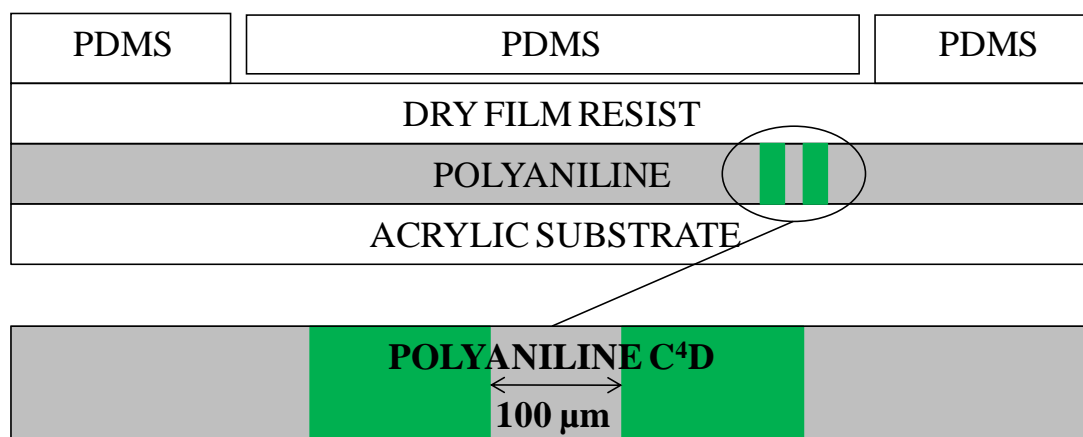 PDMS PDMS PDMS
DRY FILM RESIST
POLYANILINE
ACRYLIC SUBSTRATE
POLYANILINE C⁴D
100 μm